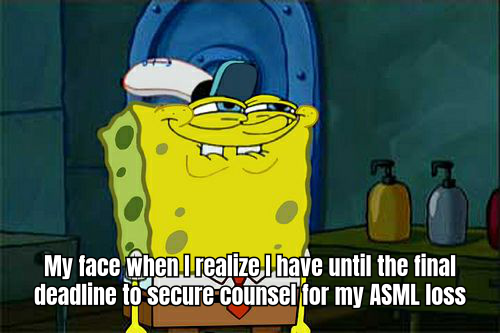 My face when I realize I have until the final
deadline to secure counsel for my ASML loss